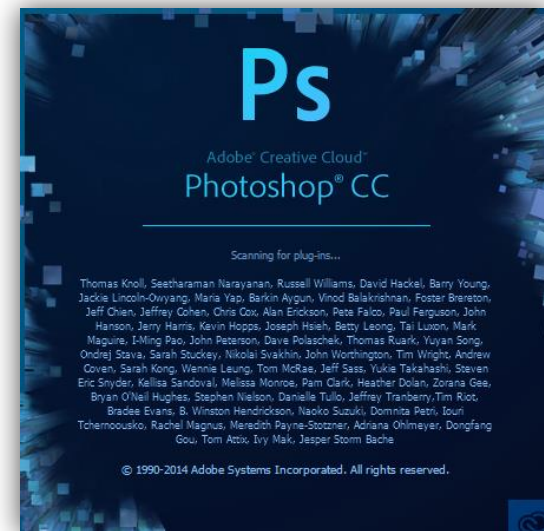 Ps
Adobe® Creative Cloud™
Photoshop® CC
Scanning for plug-ins...
Thomas Knoll, Seetharaman Narayanan, Russell Williams, David Hackel, Barry Young,
Jackie Lincoln-Owyang, Maria Yap, Barkin Aygun, Vinod Balakrishnan, Foster Brereton,
Jeff Chien, Jeffrey Cohen, Chris Cox, Alan Erickson, Pete Falco, Paul Ferguson, John
Hanson, Jerry Harris, Kevin Hopps, Joseph Hsieh, Betty Leong, Tai Luxon, Mark
Maguire, I-Ming Pao, John Peterson, Dave Polaschek, Thomas Ruark, Yuyan Song,
Ondrej Stava, Sarah Stuckey, Nikolai Svakhin, John Worthington, Tim Wright, Andrew
Coven, Sarah Kong, Wennie Leung, Tom McRae, Jeff Sass, Yukie Takahashi, Steven
Eric Snyder, Kellisa Sandoval, Melissa Monroe, Pam Clark, Heather Dolan, Zorana Gee,
Bryan O'Neil Hughes, Stephen Nielson, Danielle Tullo, Jeffrey Tranberry,Tim Riot,
Bradee Evans, B. Winston Hendrickson, Naoko Suzuki, Domnita Petri, Iouri
Tchernoousko, Rachel Magnus, Meredith Payne-Stotzner, Adriana Ohlmeyer, Dongfang
Gou, Tom Attix, Ivy Mak, Jesper Storm Bache
© 1990-2014 Adobe Systems Incorporated. All rights reserved.